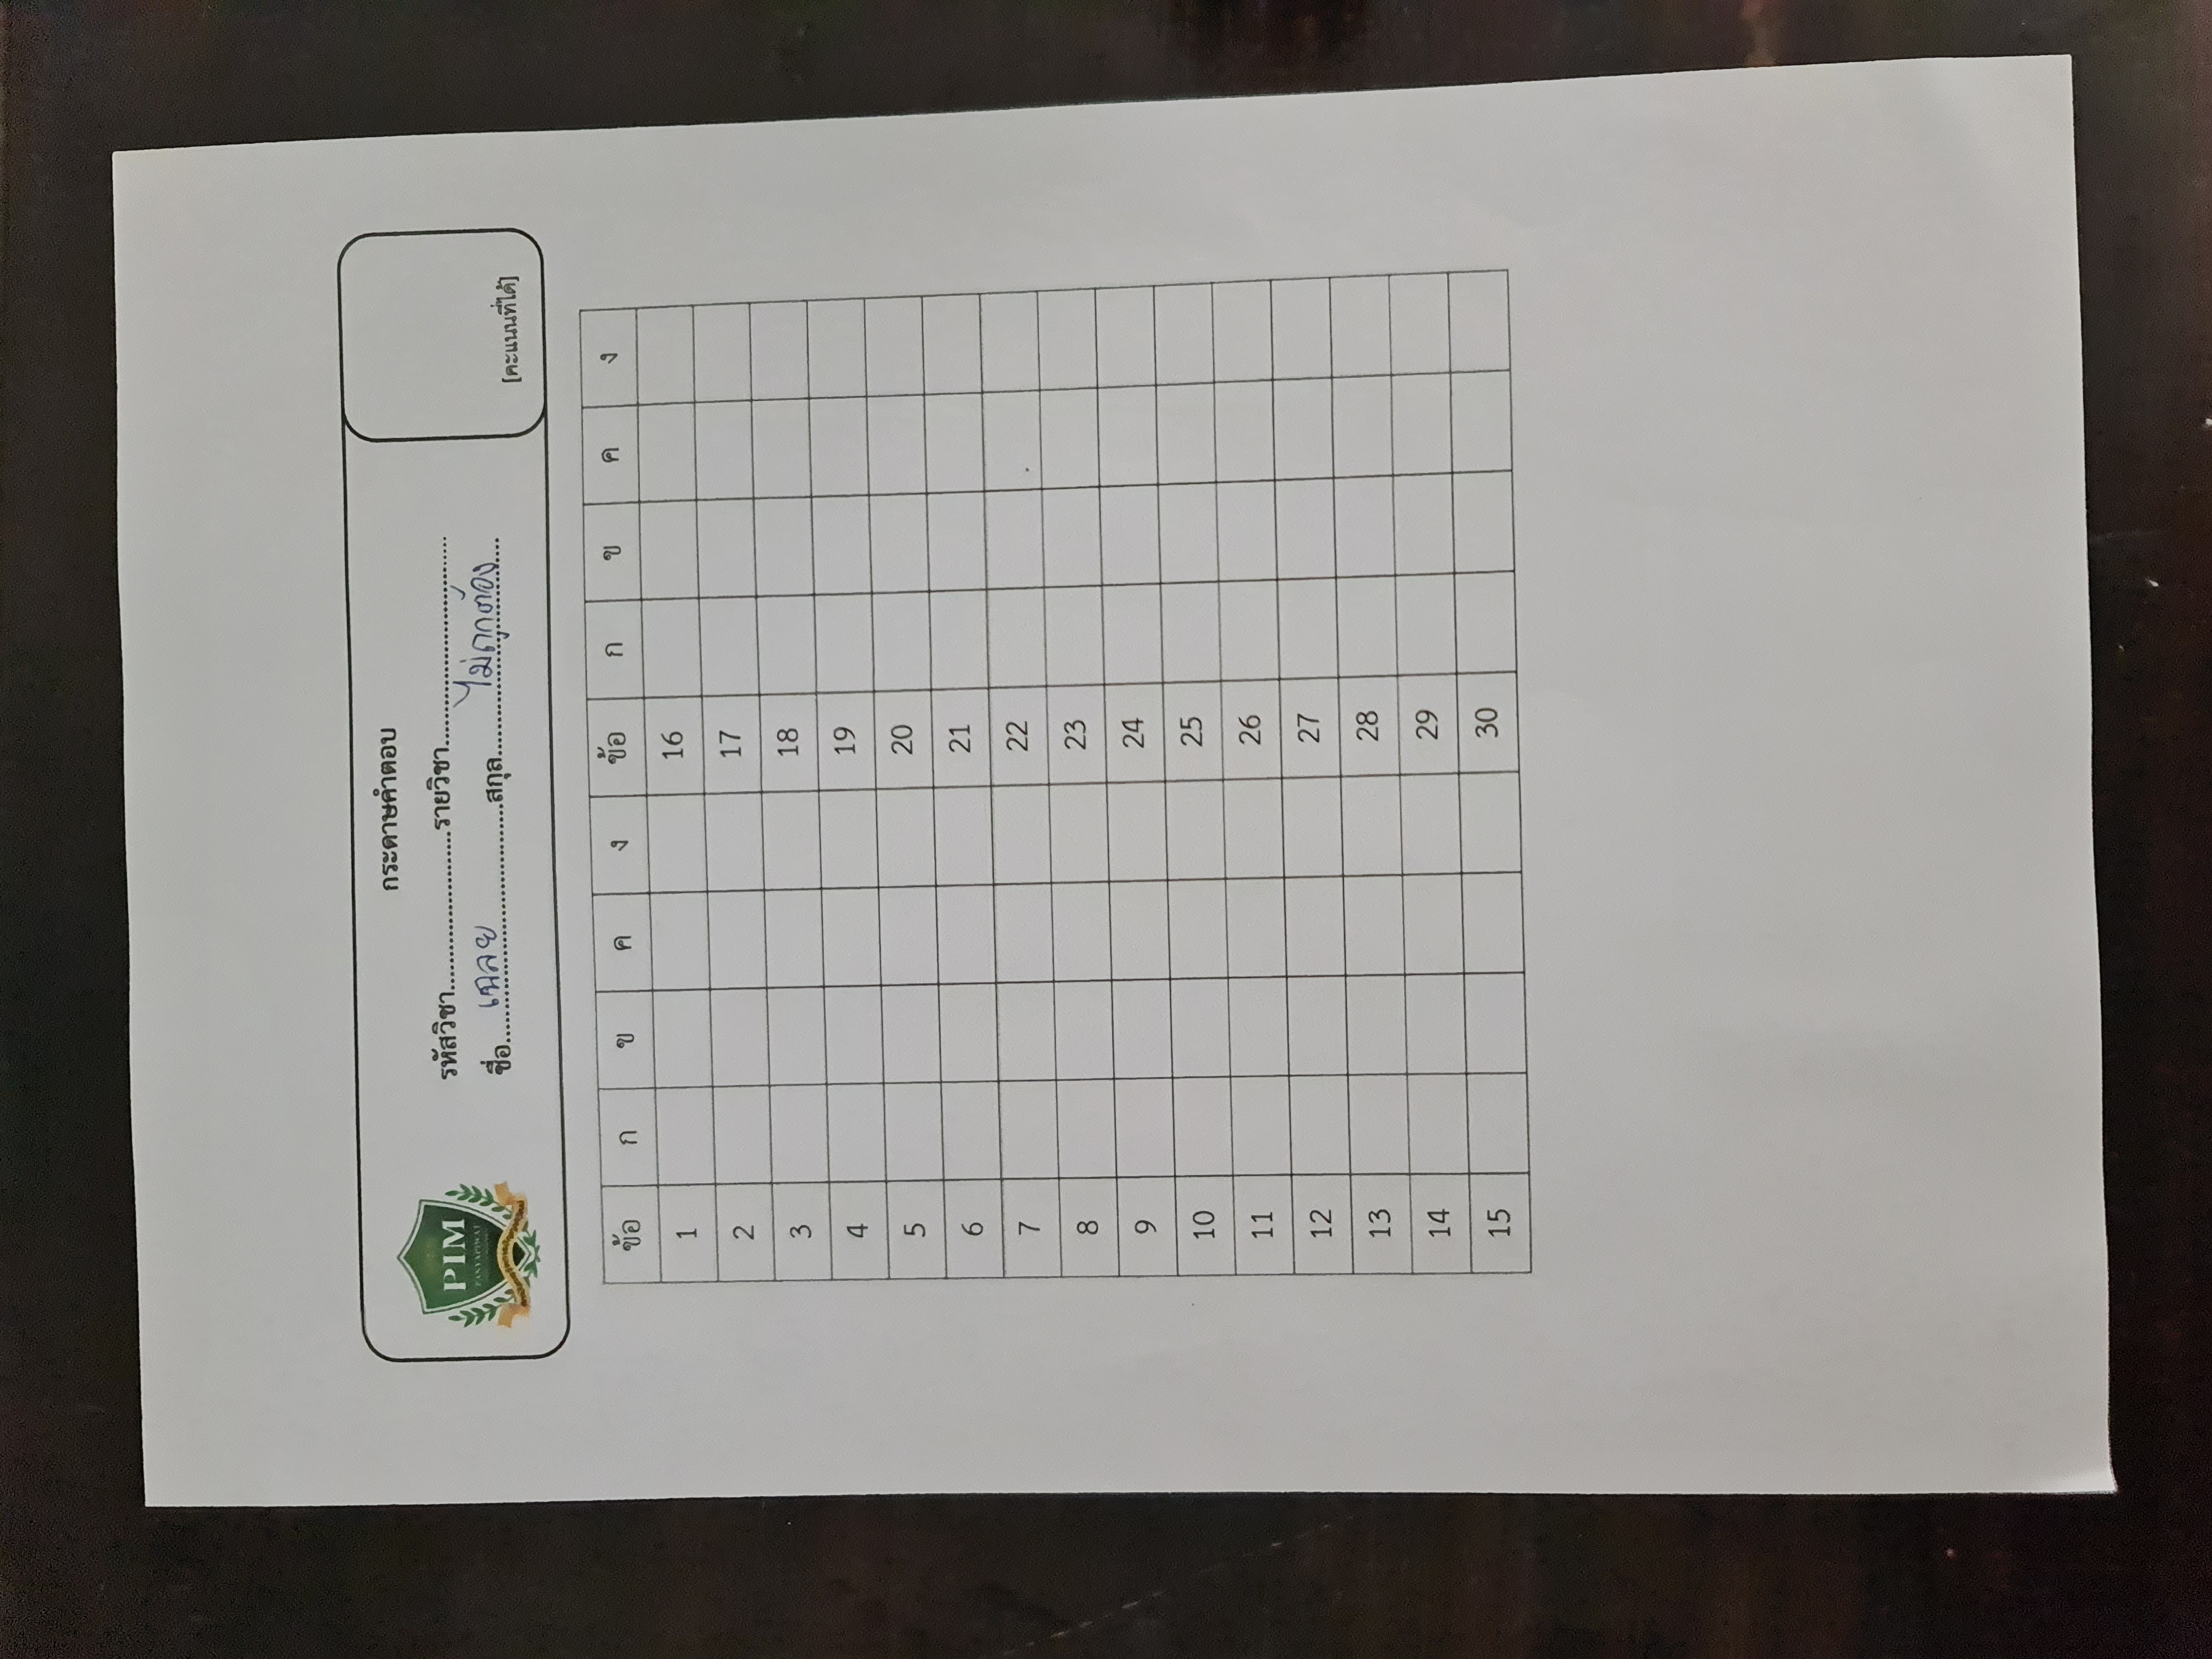 กระดาษคำตอบ
รหัสวิชา........................รายวิชา...............................
ชื่อ....เฉลย....สกุล....ไม่ถูกต้อง....
[คะแนนที่ได้]
PIM
PANYAPIWAT
ข้อ ก ข ค ง ข้อ ก ข ค ง
1 16
2 17
3 18
4 19
5 20
6 21
7 22
8 23
9 24
10 25
11 26
12 27
13 28
14 29
15 30